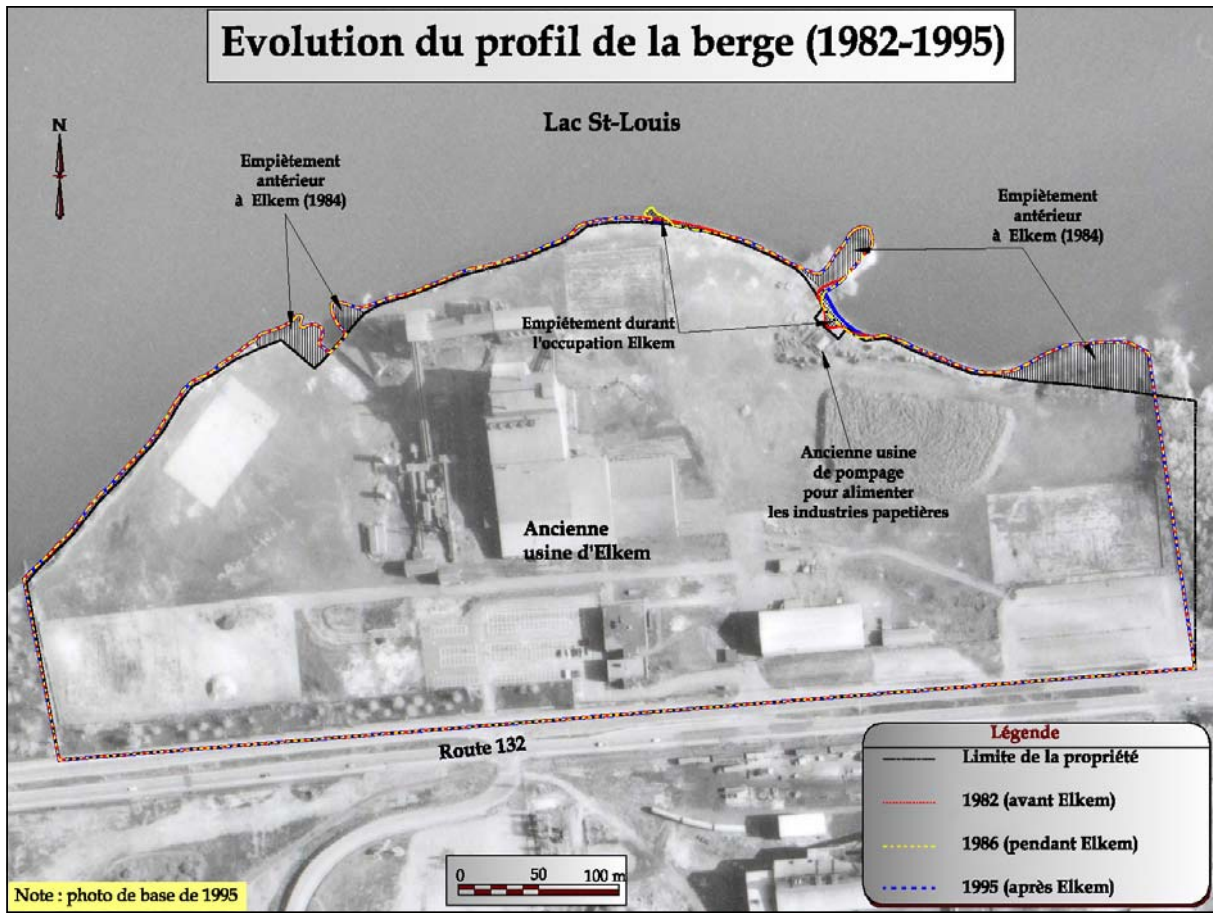 Evolution du profil de la berge (1982-1995)
Lac St-Louis
N
Empiètement
antérieur
à Elkem (1984)
Empiètement
antérieur
à Elkem (1984)
Empiétement durant
l'occupation Elkem
Ancienne usine
de pompage
pour alimenter
les industries papetières
Ancienne
usine d'Elkem
Route 132
Légende
Limite de la propriété
1982 (avant Elkem)
1986 (pendant Elkem)
1995 (après Elkem)
0 50 100 m
Note : photo de base de 1995